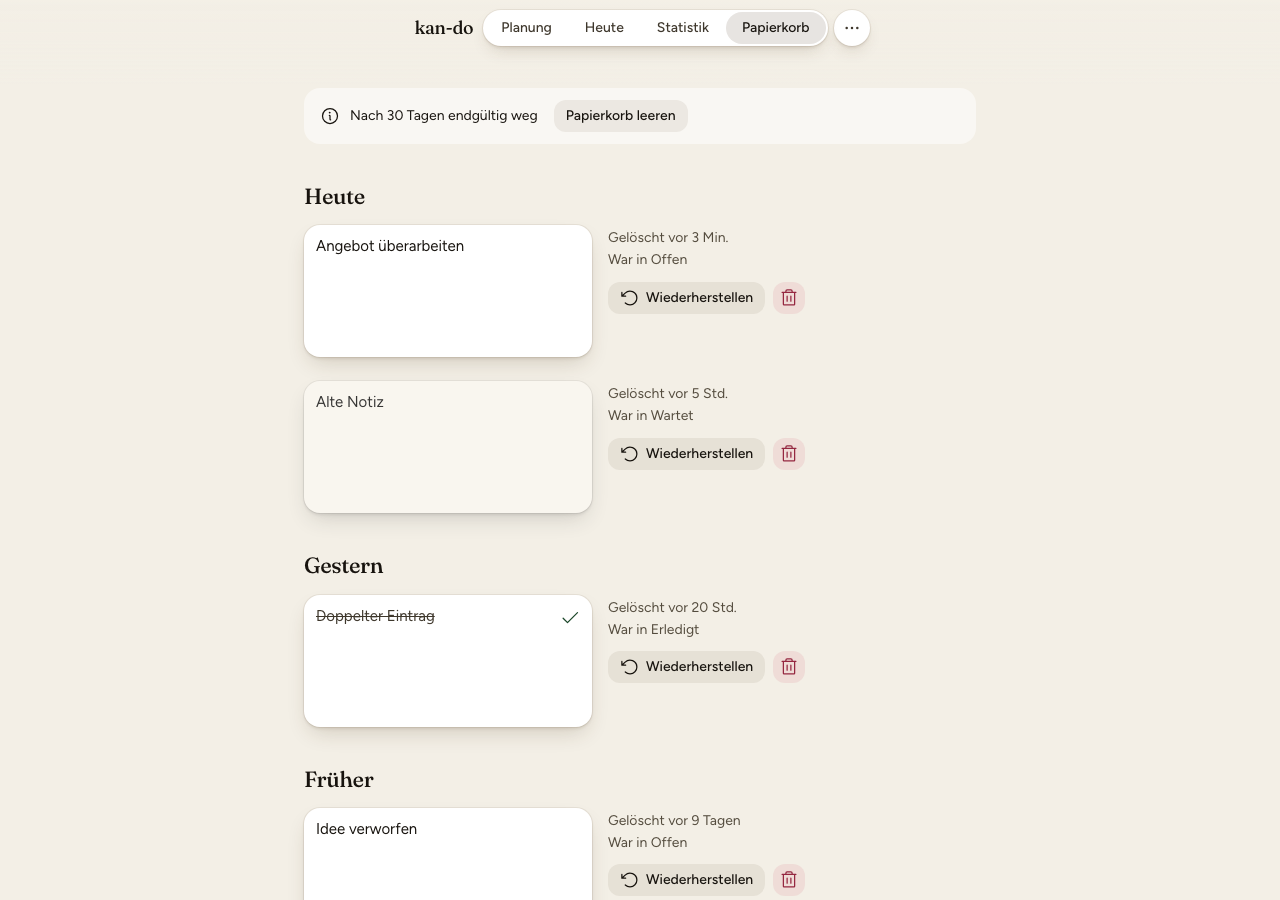 kan-do
Planung
Heute
Statistik
Papierkorb
Nach 30 Tagen endgültig weg
Papierkorb leeren
Heute
Angebot überarbeiten
Gelöscht vor 3 Min.
War in Offen
Wiederherstellen
Alte Notiz
Gelöscht vor 5 Std.
War in Wartet
Wiederherstellen
Gestern
Doppelter Eintrag
Gelöscht vor 20 Std.
War in Erledigt
Wiederherstellen
Früher
Idee verworfen
Gelöscht vor 9 Tagen
War in Offen
Wiederherstellen